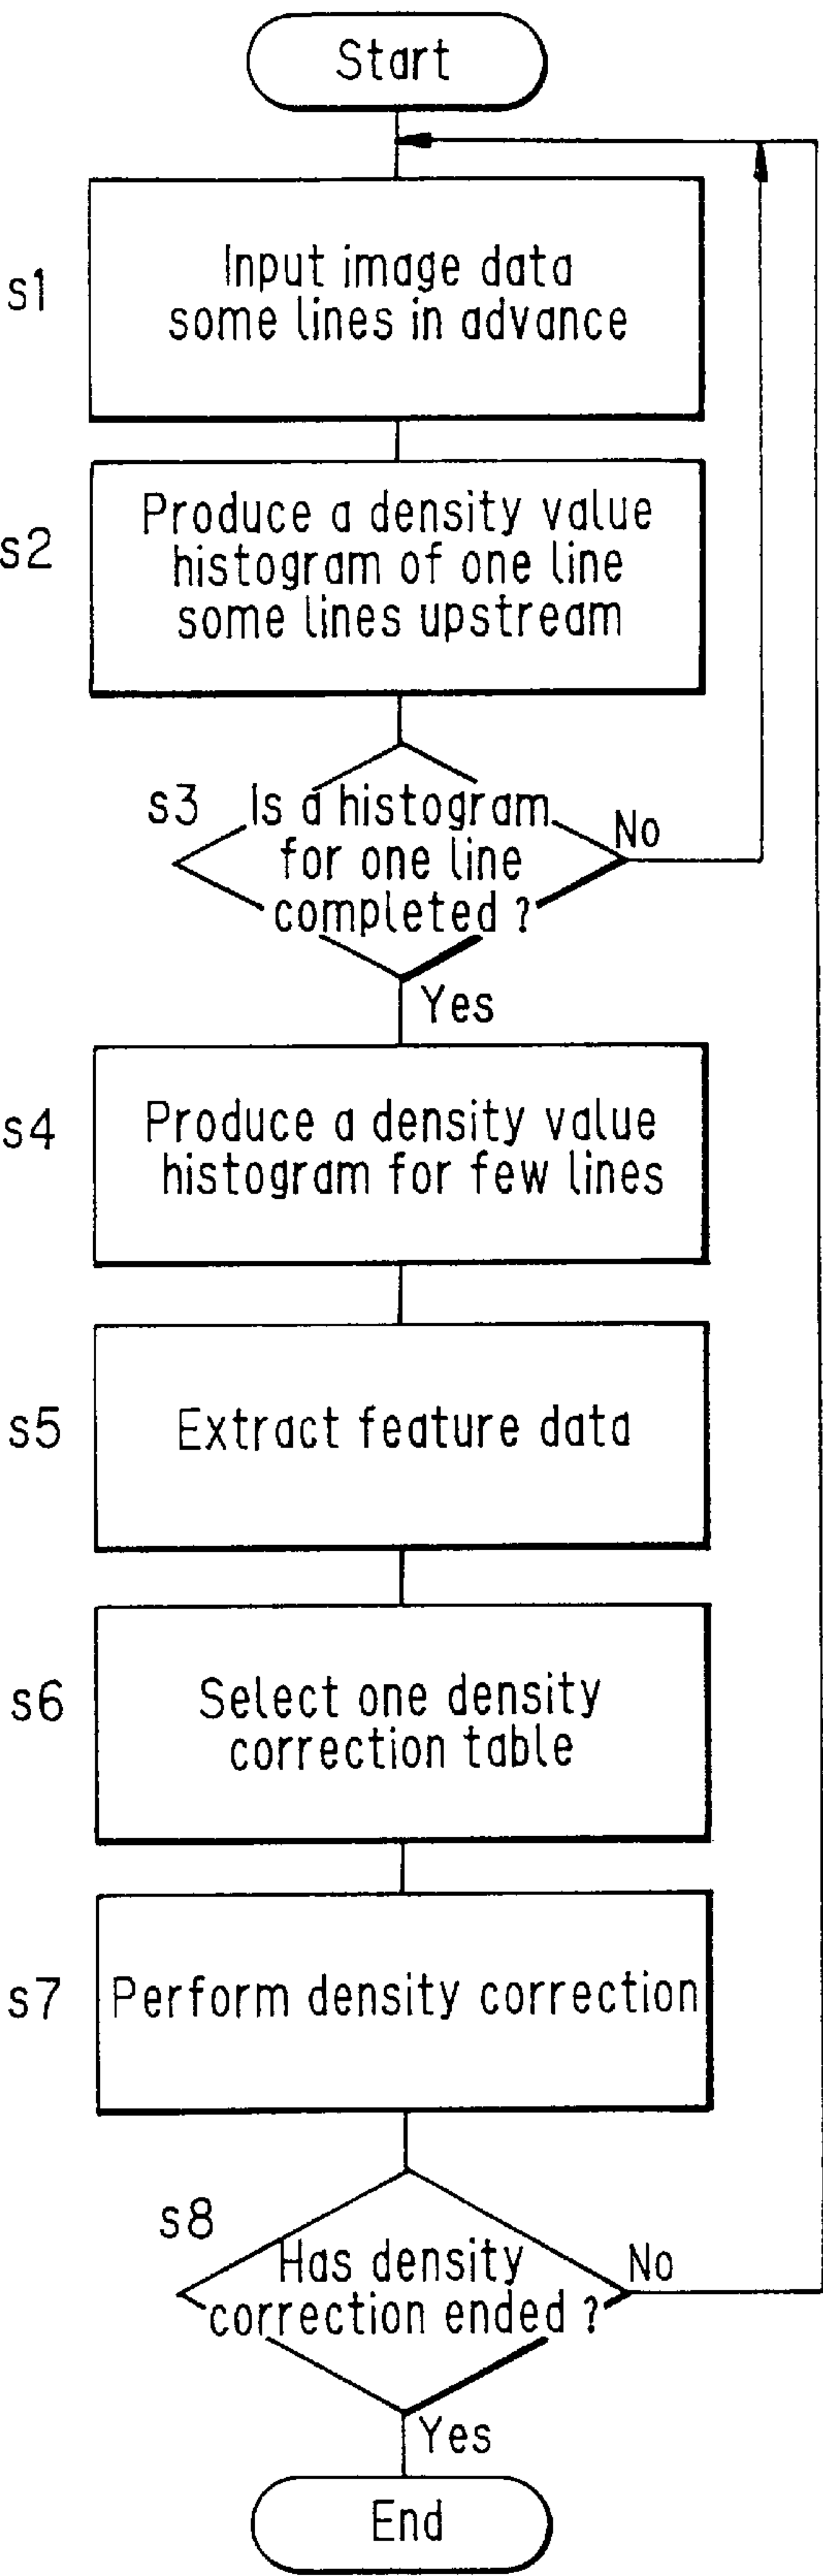 Start
s1
Input image data
some lines in advance
s2
Produce a density value
histogram of one line
some lines upstream
s3
Is a histogram
for one line
completed ?
No
Yes
s4
Produce a density value
histogram for few lines
s5
Extract feature data
s6
Select one density
correction table
s7
Perform density correction
s8
Has density
correction ended ?
No
Yes
End